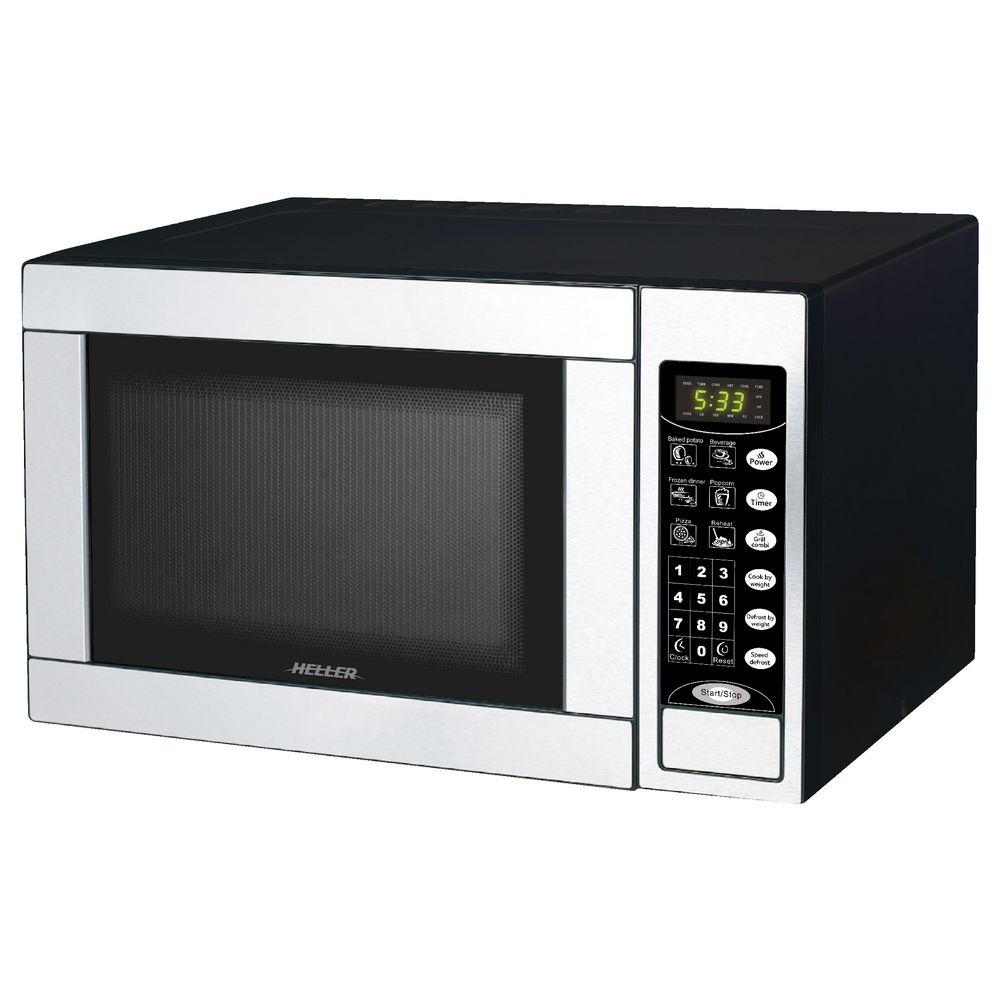 5:33
Baked potato Beverage
Power
Frozen dinner Popcorn
Timer
Pizza Reheat
Grill
combi
1 2 3
Cook by
weight
4 5 6
Defrost by
weight
7 8 9
0
Clock Reset
Speed
defrost
Start/Stop
HELLER